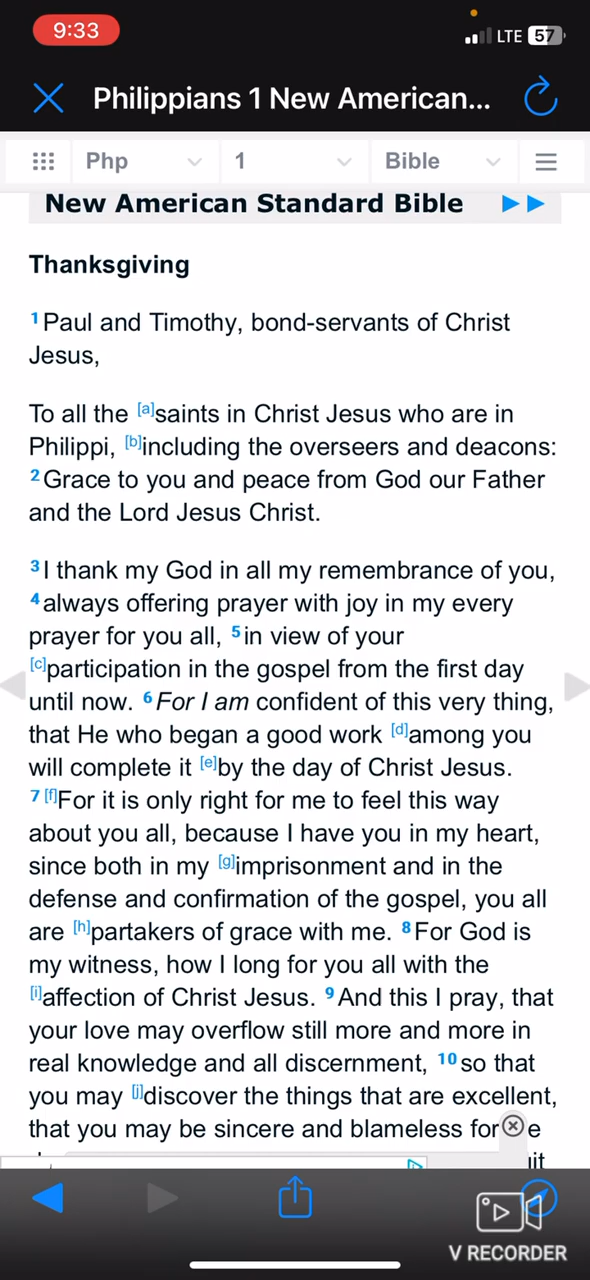 9:33
LTE 57
Philippians 1 New American...
Php 1 Bible
New American Standard Bible
Thanksgiving
1 Paul and Timothy, bond-servants of Christ
Jesus,
To all the [a]saints in Christ Jesus who are in
Philippi, [b]including the overseers and deacons:
2 Grace to you and peace from God our Father
and the Lord Jesus Christ.
3 I thank my God in all my remembrance of you,
4 always offering prayer with joy in my every
prayer for you all, 5 in view of your
[c]participation in the gospel from the first day
until now. 6 For I am confident of this very thing,
that He who began a good work [d]among you
will complete it [e]by the day of Christ Jesus.
7 [f]For it is only right for me to feel this way
about you all, because I have you in my heart,
since both in my [g]imprisonment and in the
defense and confirmation of the gospel, you all
are [h]partakers of grace with me. 8 For God is
my witness, how I long for you all with the
[i]affection of Christ Jesus. 9 And this I pray, that
your love may overflow still more and more in
real knowledge and all discernment, 10 so that
you may [j]discover the things that are excellent,
that you may be sincere and blameless for
V RECORDER